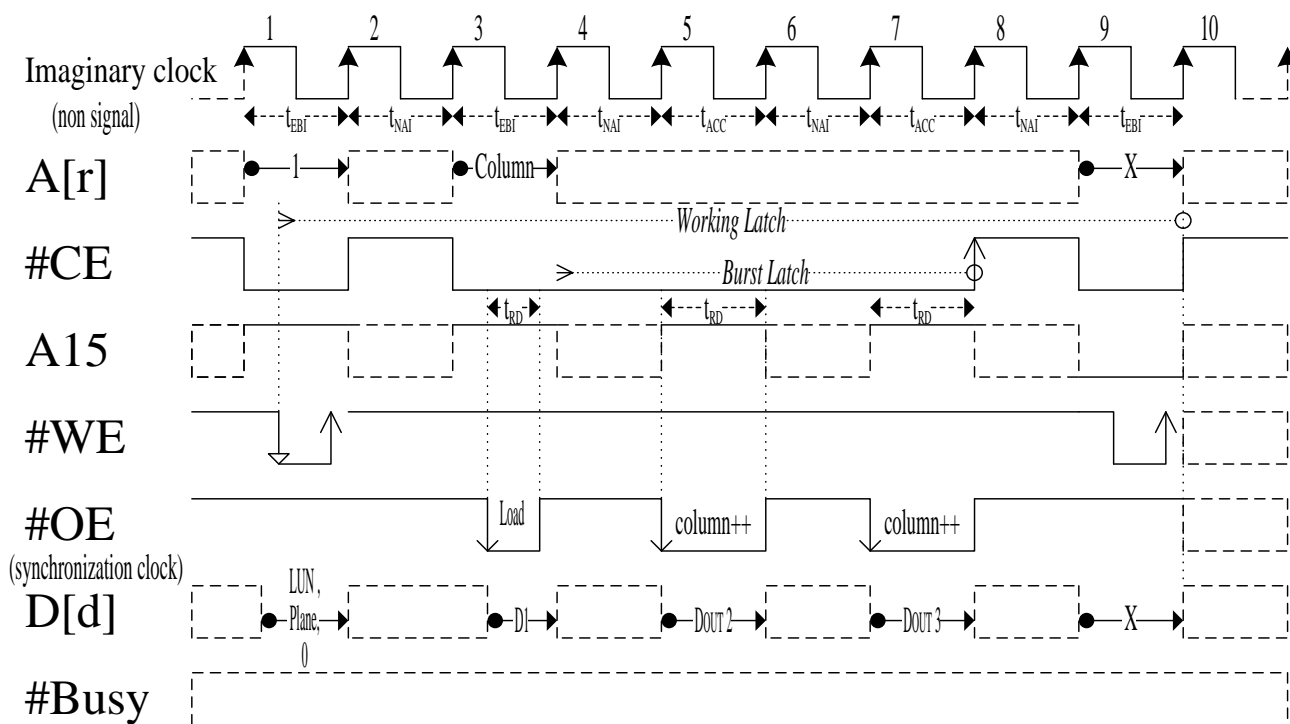 1 2 3 4 5 6 7 8 9 10
Imaginary clock
(non signal)
tEBI tNAI tEBI tNAI tACC tNAI tACC tNAI tEBI
A[r]
1 Column X
Working Latch
#CE
Burst Latch
tRD tRD tRD
A15
#WE
#OE
Load column++ column++
(synchronization clock)
D[d]
LUN ,
Plane, D1 DOUT 2 DOUT 3 X
0
#Busy